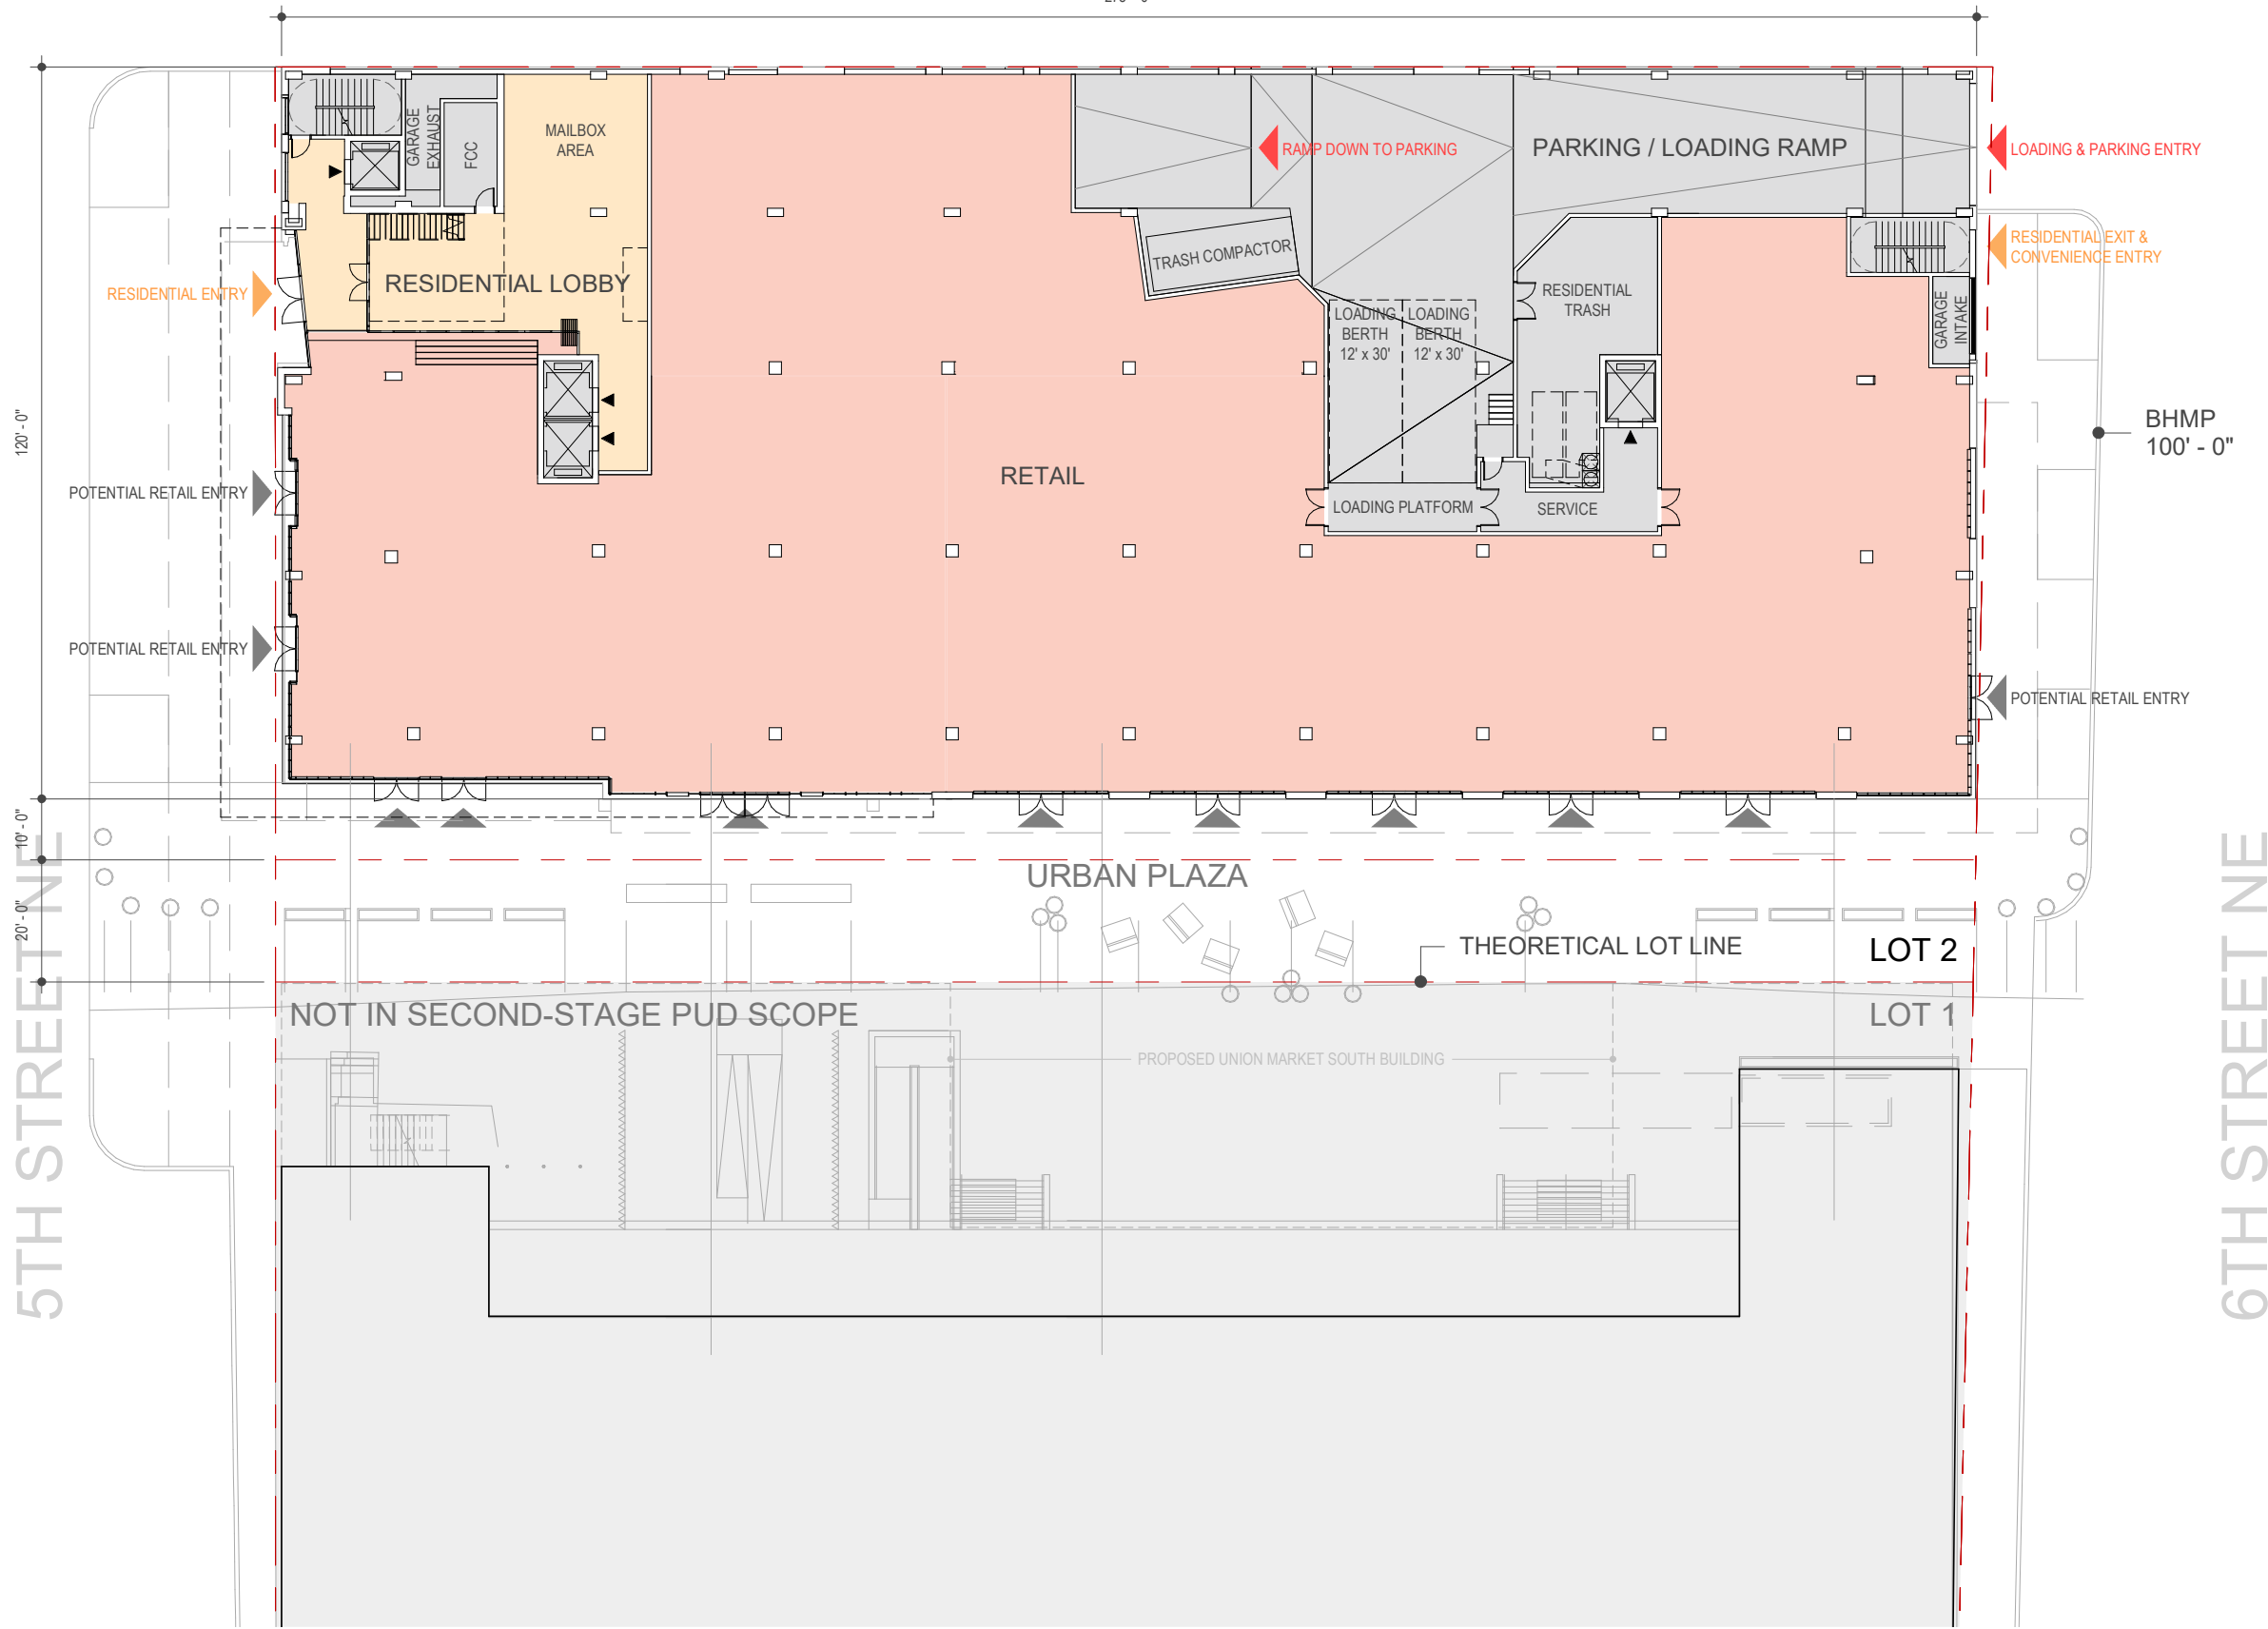 GARAGE
EXHAUST
FCC
MAILBOX
AREA
RAMP DOWN TO PARKING
PARKING / LOADING RAMP
LOADING & PARKING ENTRY
TRASH COMPACTOR
RESIDENTIAL EXIT &
CONVENIENCE ENTRY
RESIDENTIAL ENTRY
RESIDENTIAL LOBBY
RESIDENTIAL
TRASH
GARAGE
INTAKE
LOADING
BERTH
12' x 30'
LOADING
BERTH
12' x 30'
120' - 0"
BHMP
100' - 0"
RETAIL
POTENTIAL RETAIL ENTRY
LOADING PLATFORM
SERVICE
POTENTIAL RETAIL ENTRY
POTENTIAL RETAIL ENTRY
10' - 0"
URBAN PLAZA
20' - 0"
THEORETICAL LOT LINE
LOT 2
NOT IN SECOND-STAGE PUD SCOPE
LOT 1
PROPOSED UNION MARKET SOUTH BUILDING
5TH STREET NE
6TH STREET NE